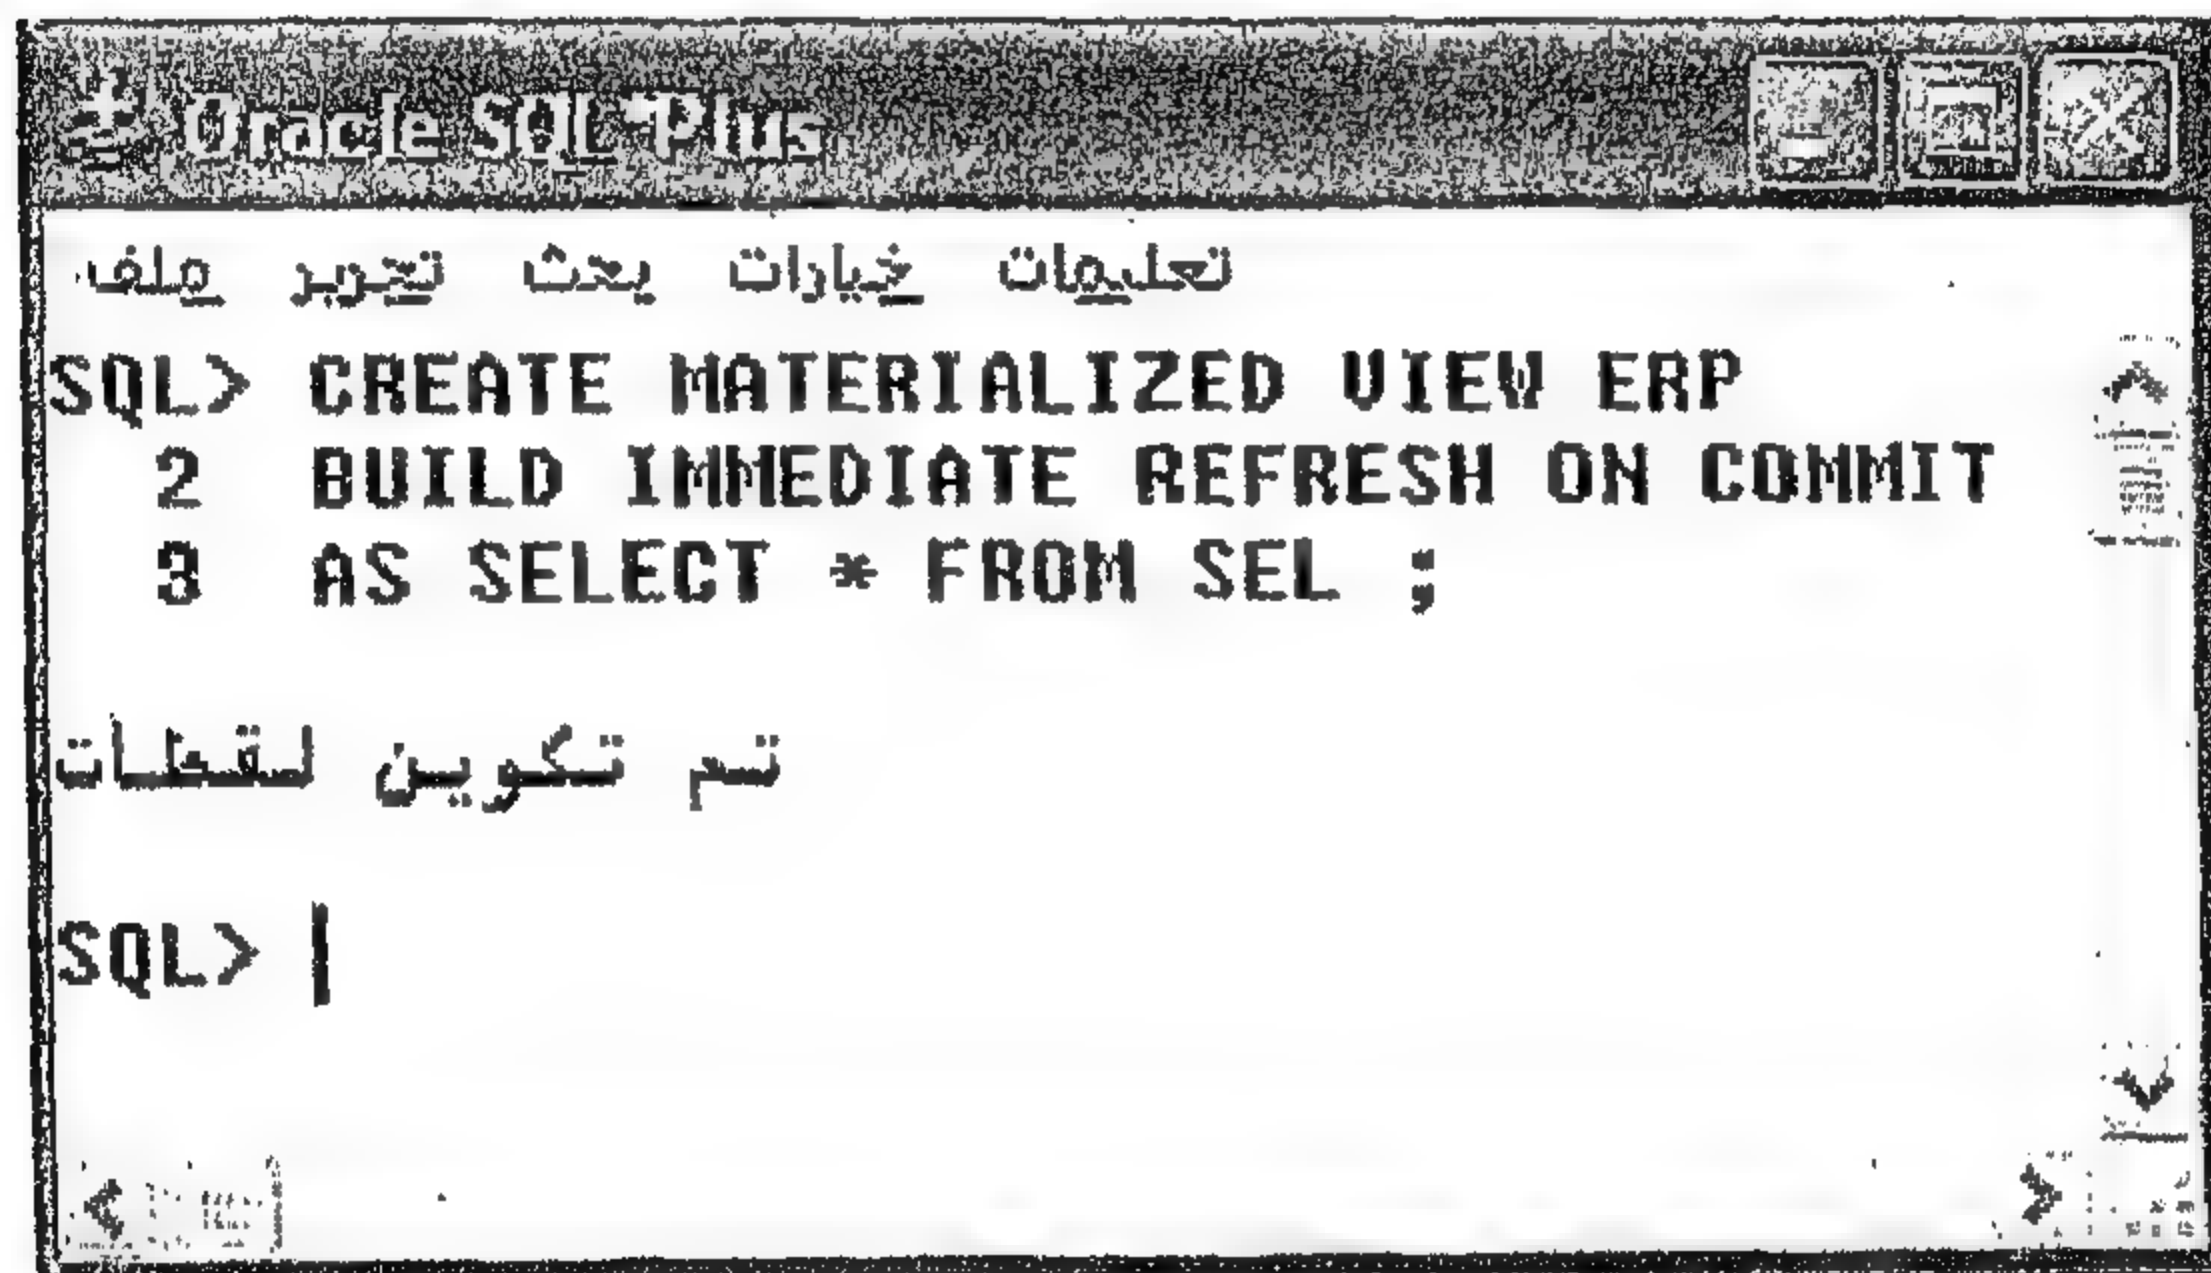 Oracle SQL*Plus
ملف تحرير بحث خيارات تعليمات
SQL> CREATE MATERIALIZED VIEW ERP
2 BUILD IMMEDIATE REFRESH ON COMMIT
3 AS SELECT * FROM SEL ;
تم تكوين لقطات
SQL>